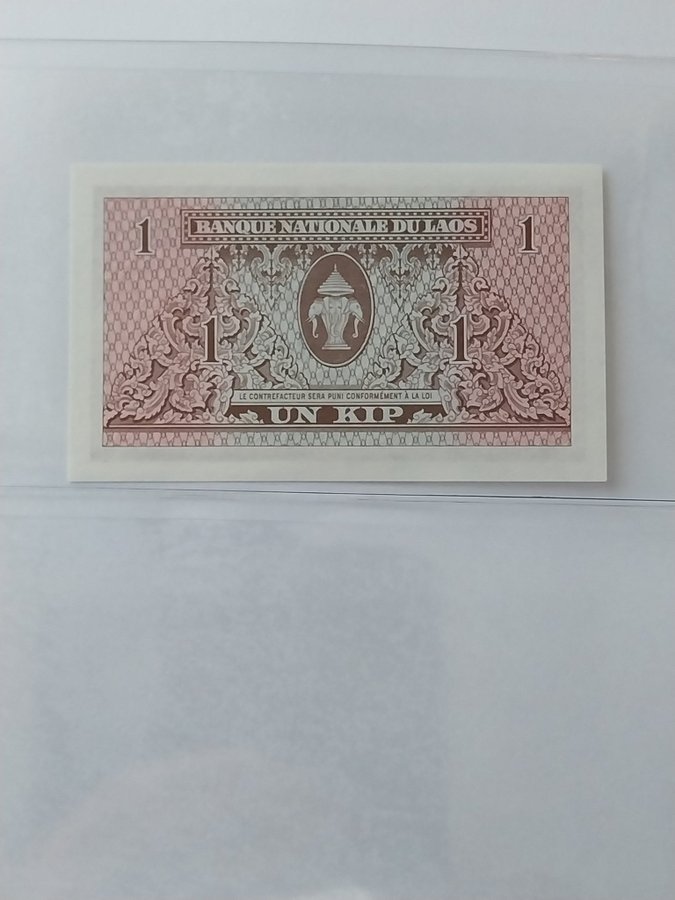 1 BANQUE NATIONALE DU LAOS 1
1 1
LE CONTREFACTEUR SERA PUNI CONFORMÉMENT À LA LOI
UN KIP